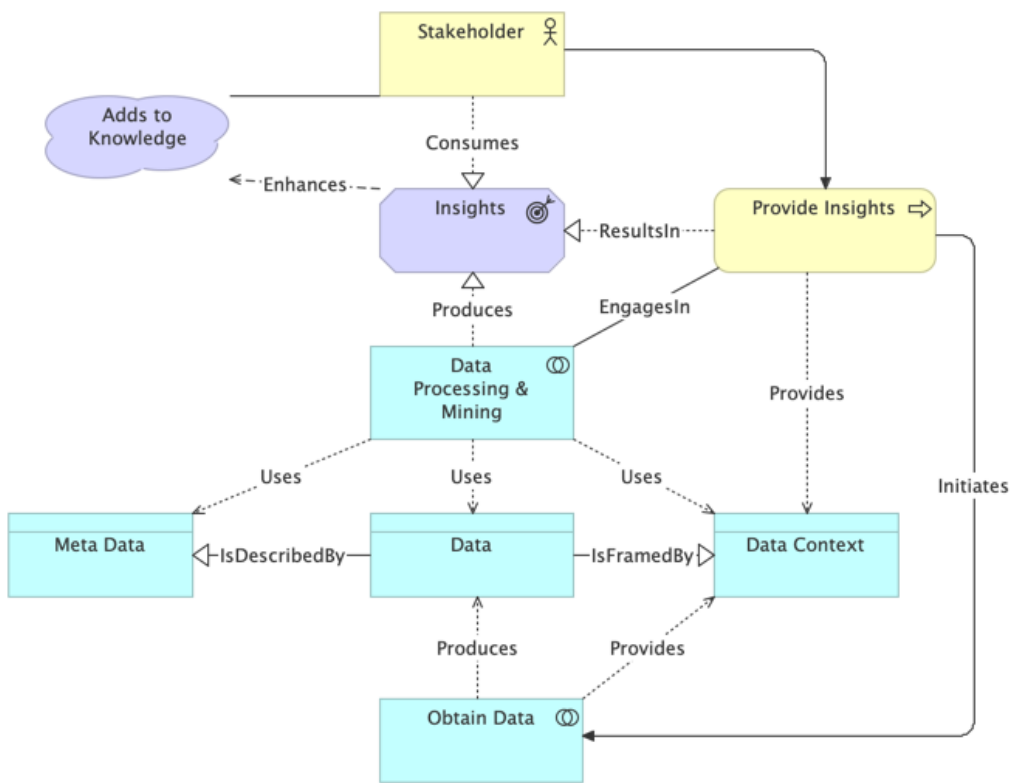 Stakeholder
Adds to
Knowledge
Consumes
Enhances
Insights
ResultsIn
Provide Insights
Produces
EngagesIn
Data
Processing &
Mining
Provides
Uses
Uses
Uses
Initiates
Meta Data
IsDescribedBy
Data
IsFramedBy
Data Context
Produces
Provides
Obtain Data